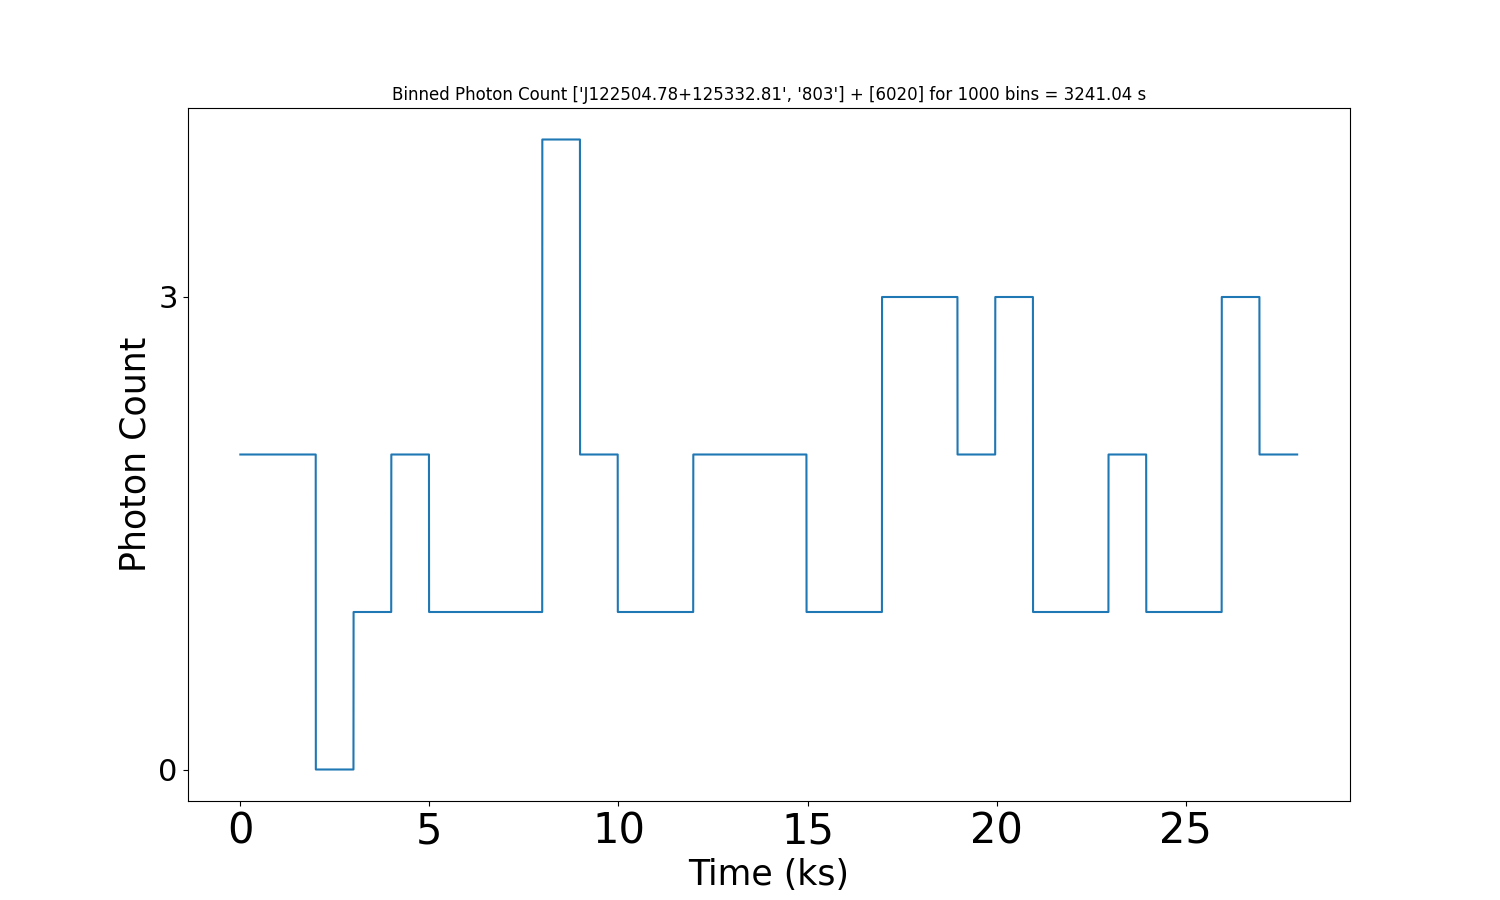 Binned Photon Count ['J122504.78+125332.81', '803'] + [6020] for 1000 bins = 3241.04 s
3
Photon Count
0
0 5 10 15 20 25
Time (ks)